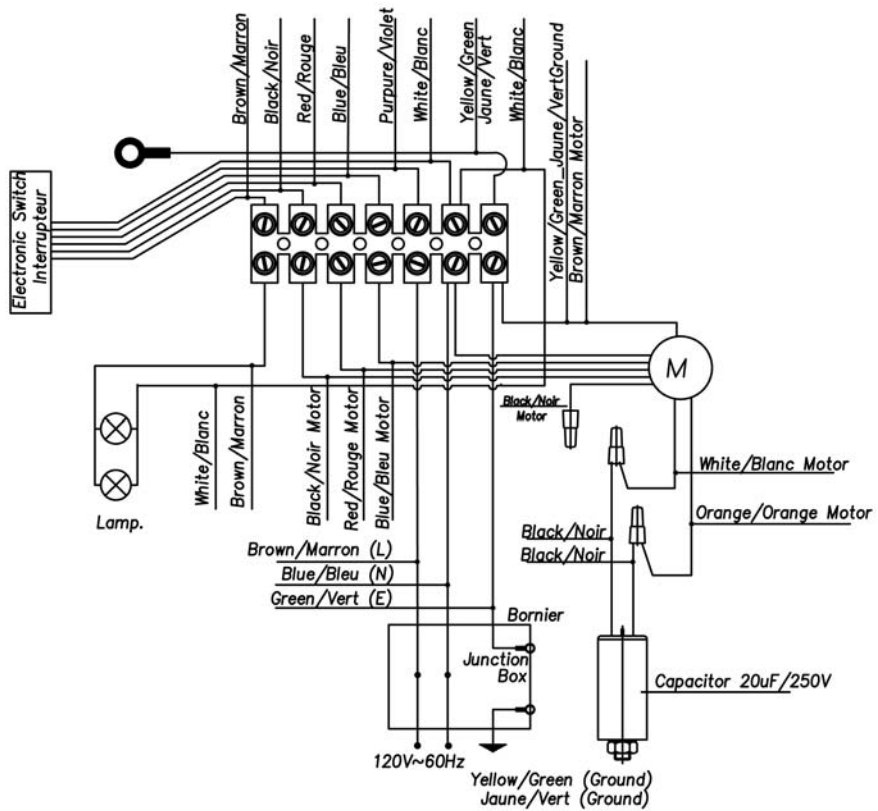 Brown/Marron
Black/Noir
Red/Rouge
Blue/Bleu
Purpure/Violet
White/Blanc
Yellow/Green
Jaune/Vert
White/Blanc
Yellow/Green_Jaune/VertGround
Brown/Marron Motor
Electronic Switch
Interrupteur
M
Black/Noir
Motor
White/Blanc
Brown/Marron
Black/Noir Motor
Red/Rouge Motor
Blue/Bleu Motor
Lamp.
White/Blanc Motor
Orange/Orange Motor
Black/Noir
Black/Noir
Brown/Marron (L)
Blue/Bleu (N)
Green/Vert (E)
Bornier
Junction
Box
Capacitor 20uF/250V
120V~60Hz
Yellow/Green (Ground)
Jaune/Vert (Ground)